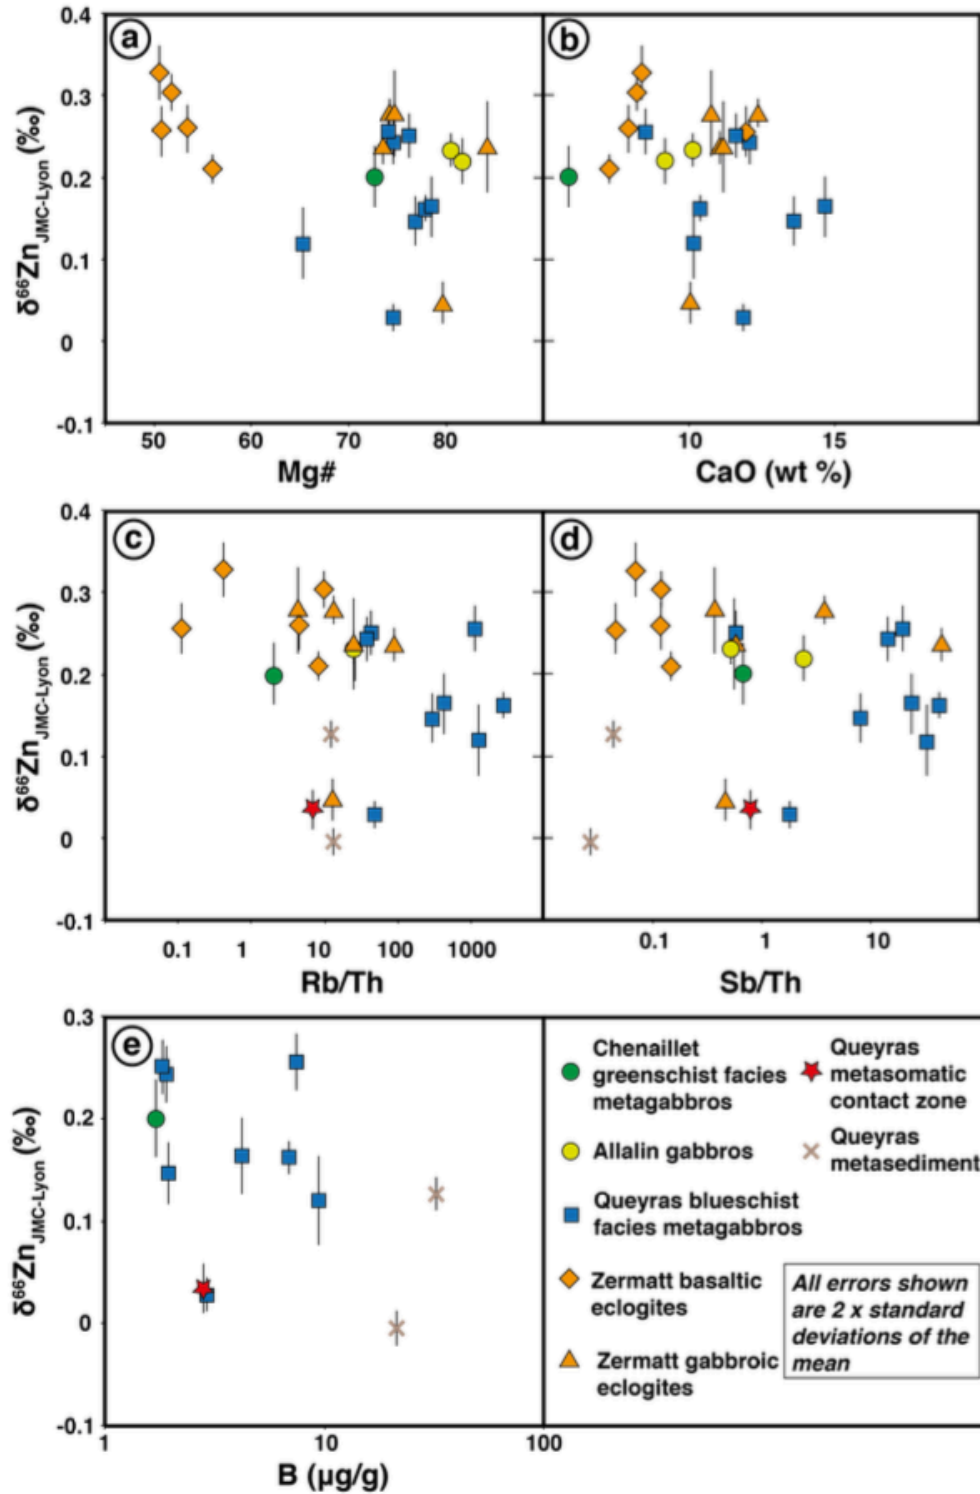 a
b
0.4
0.3
0.2
0.1
0
-0.1
δ⁶⁶Zn_JMC-Lyon (‰)
50 60 70 80
10 15
Mg#
CaO (wt %)
c
d
0.4
0.3
0.2
0.1
0
-0.1
δ⁶⁶Zn_JMC-Lyon (‰)
0.1 1 10 100 1000
0.1 1 10
Rb/Th
Sb/Th
e
0.3
0.2
0.1
0
-0.1
δ⁶⁶Zn_JMC-Lyon (‰)
1 10 100
B (µg/g)
Chenaillet
greenschist facies
metagabbros
Allalin gabbros
Queyras blueschist
facies metagabbros
Zermatt basaltic
eclogites
Zermatt gabbroic
eclogites
Queyras
metasomatic
contact zone
Queyras
metasediment
All errors shown
are 2 x standard
deviations of the
mean